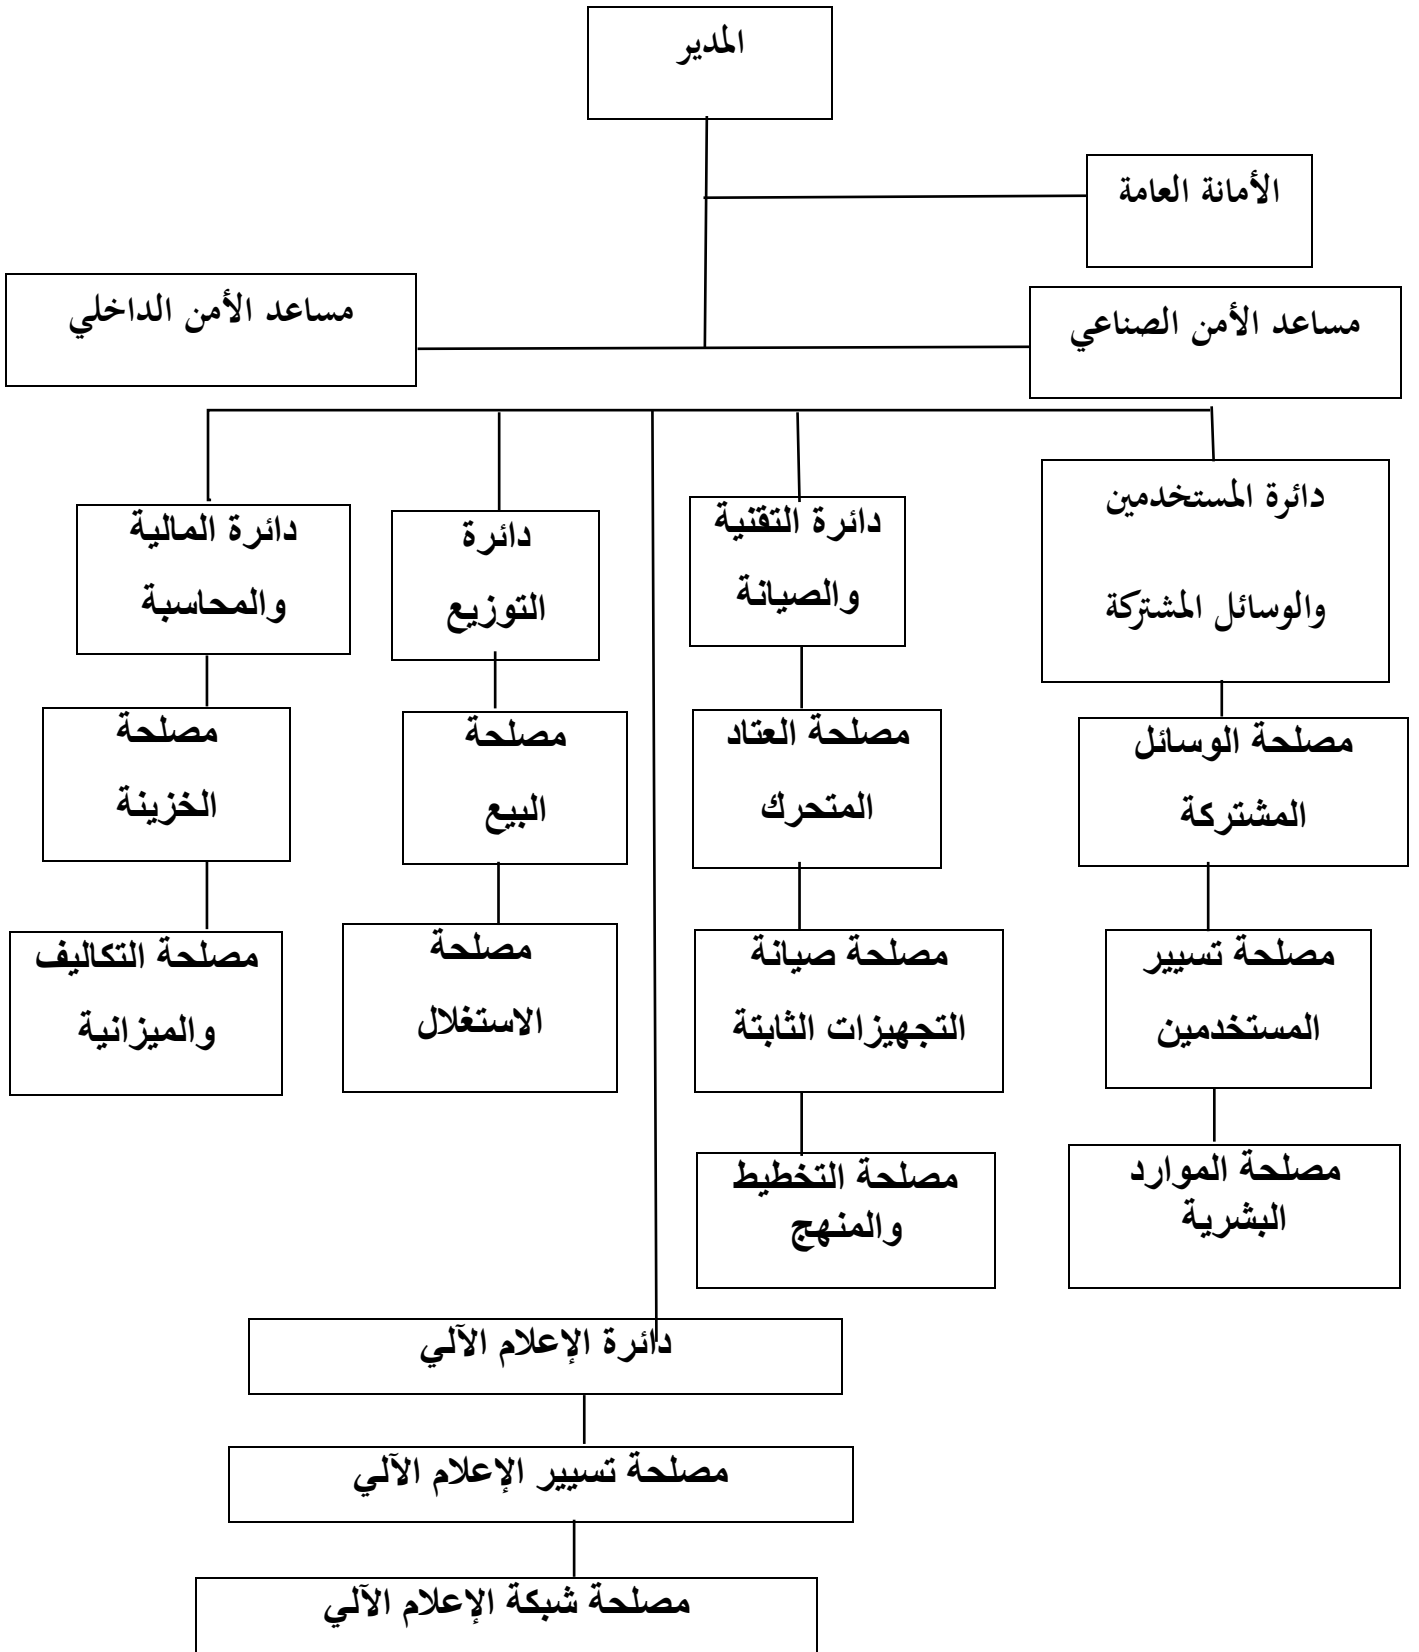 المدير
الأمانة العامة
مساعد الأمن الصناعي
مساعد الأمن الداخلي
دائرة المستخدمين
والوسائل المشتركة
دائرة التقنية
والصيانة
دائرة
التوزيع
دائرة المالية
والمحاسبة
مصلحة الوسائل
المشتركة
مصلحة العتاد
المتحرك
مصلحة
البيع
مصلحة
الخزينة
مصلحة تسيير
المستخدمين
مصلحة صيانة
التجهيزات الثابتة
مصلحة
الاستغلال
مصلحة التكاليف
والميزانية
مصلحة الموارد
البشرية
مصلحة التخطيط
والمنهج
دائرة الإعلام الآلي
مصلحة تسيير الإعلام الآلي
مصلحة شبكة الإعلام الآلي